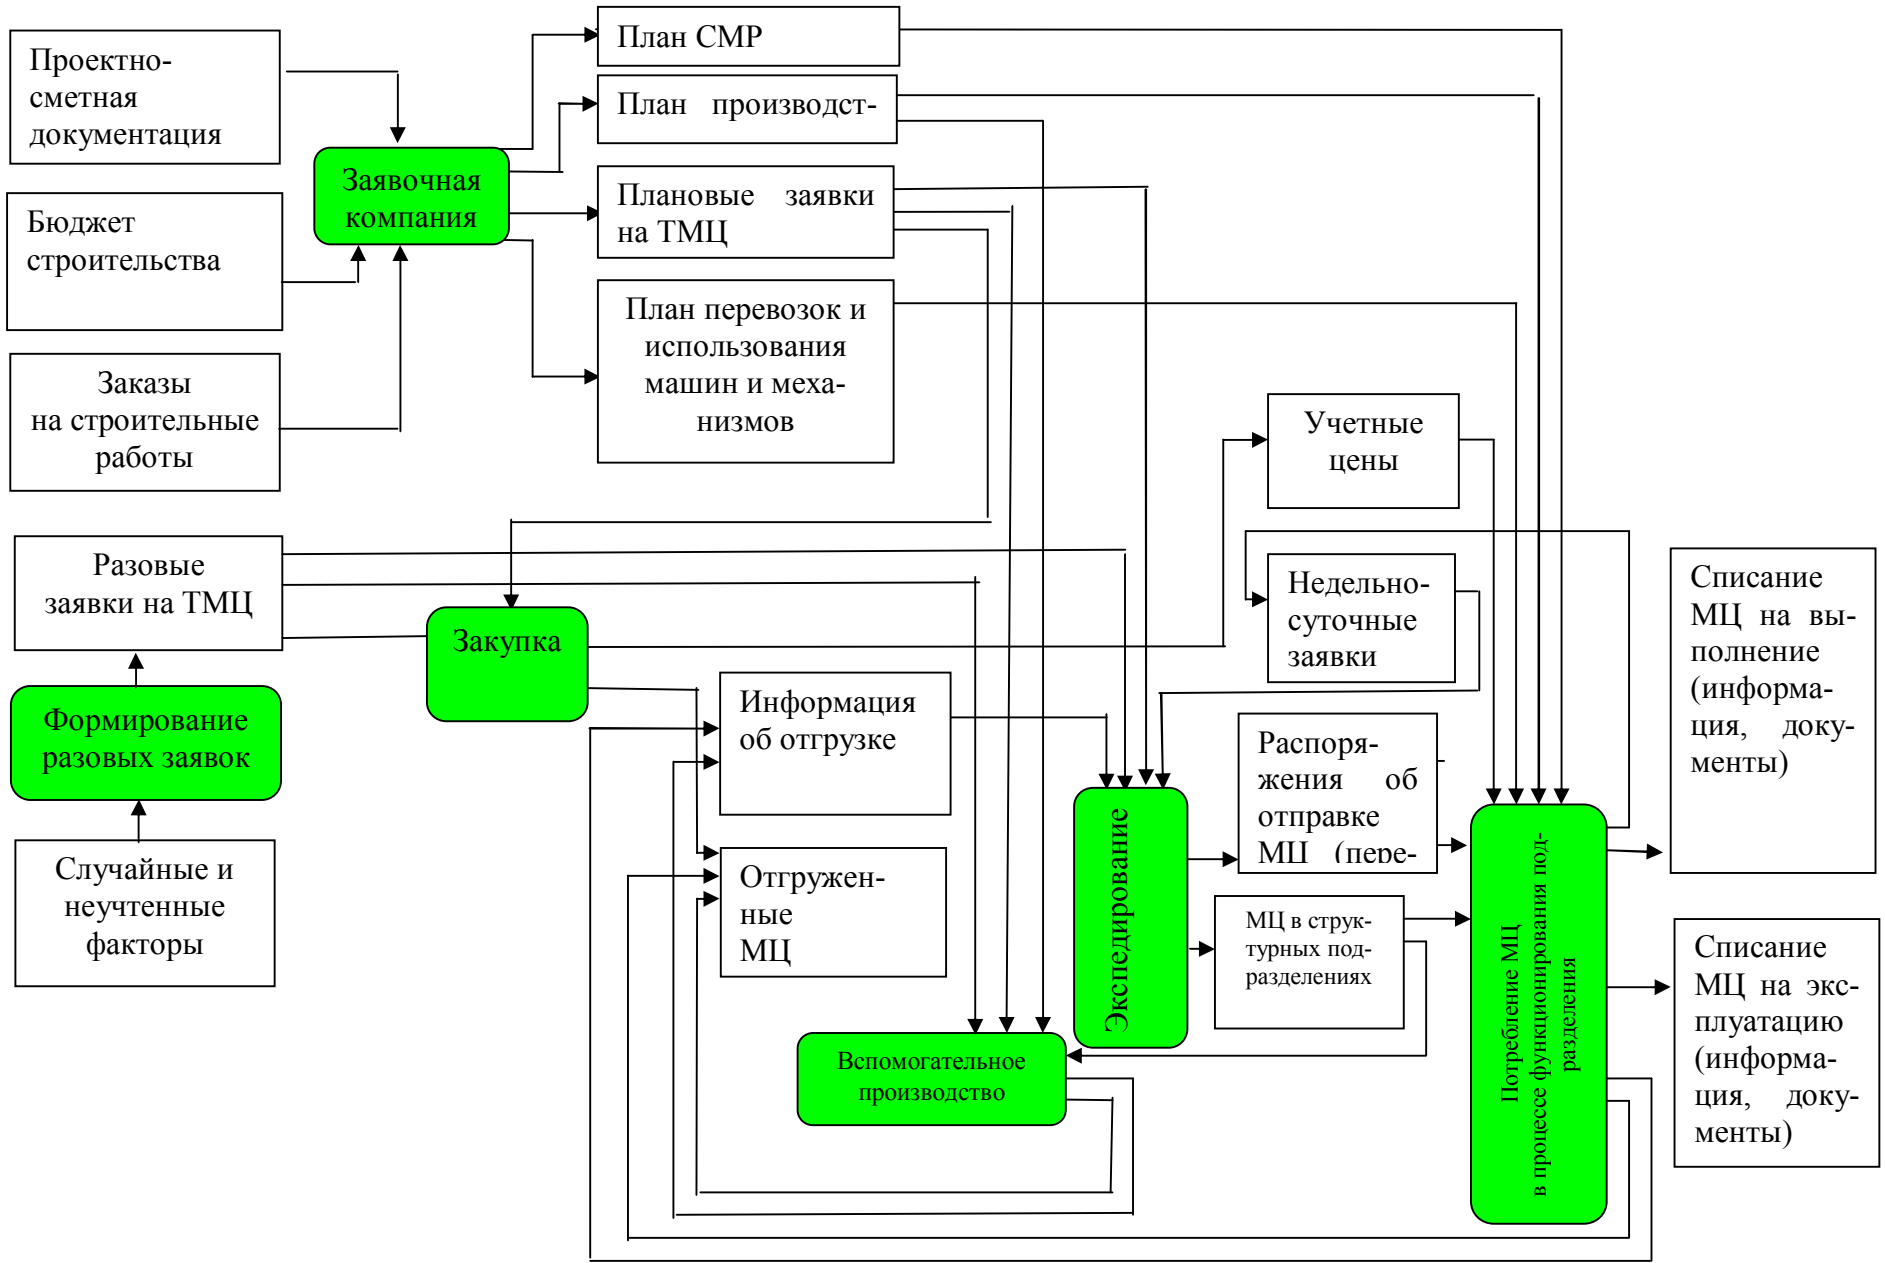 Проектно-
сметная
документация
Бюджет
строительства
Заказы
на строительные
работы
Заявочная
компания
План СМР
План производст-
Плановые заявки
на ТМЦ
План перевозок и
использования
машин и меха-
низмов
Учетные
цены
Недельно-
суточные
заявки
Разовые
заявки на ТМЦ
Формирование
разовых заявок
Случайные и
неучтенные
факторы
Закупка
Информация
об отгрузке
Отгружен-
ные
МЦ
Вспомогательное
производство
Экспедирование
Распоря-
жения об
отправке
МЦ (пере-
МЦ в струк-
турных под-
разделениях
Потребление МЦ
в процессе функционирования под-
разделения
Списание
МЦ на вы-
полнение
(информа-
ция, доку-
менты)
Списание
МЦ на экс-
плуатацию
(информа-
ция, доку-
менты)